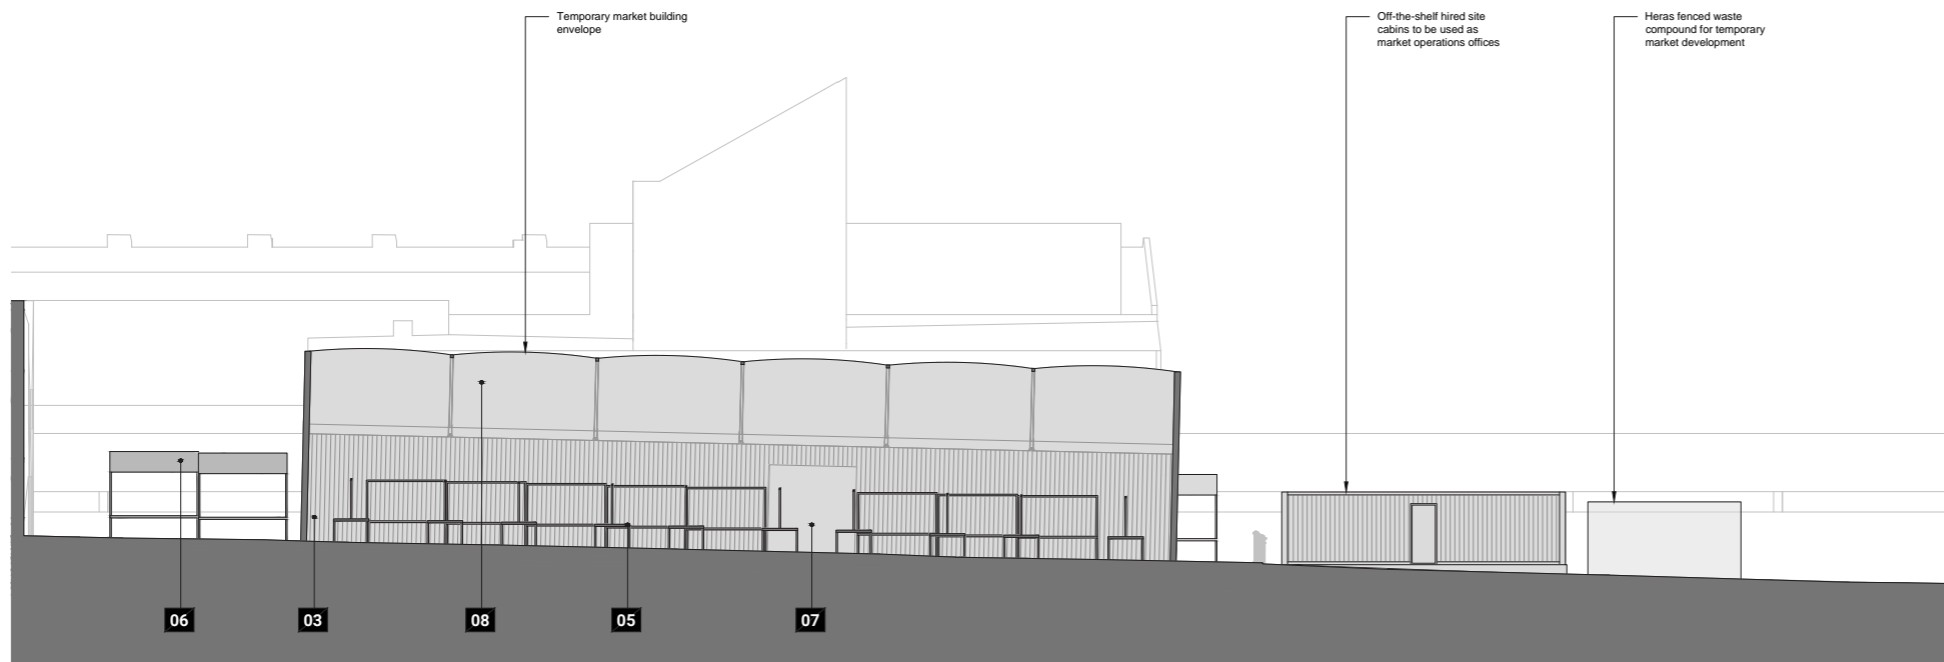 Temporary market building
envelope
Off-the-shelf hired site
cabins to be used as
market operations offices
Heras fenced waste
compound for temporary
market development
06
03
08
05
07